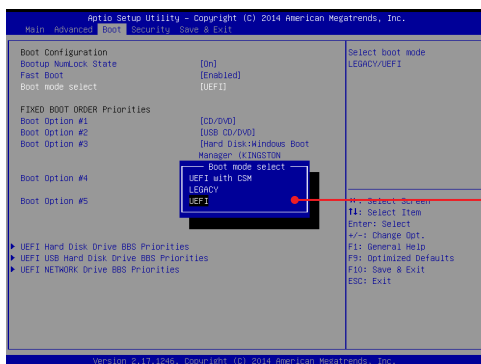 Aptio Setup Utility – Copyright (C) 2014 American Megatrends, Inc.
Main Advanced Boot Security Save & Exit
Boot Configuration
Bootup NumLock State [On]
Fast Boot [Enabled]
Boot mode select [UEFI]
FIXED BOOT ORDER Priorities
Boot Option #1 [CD/DVD]
Boot Option #2 [USB CD/DVD]
Boot Option #3 [Hard Disk:Windows Boot
Manager (KINGSTON
Boot Option #4
Boot Option #5
Boot mode select
UEFI with CSM
LEGACY
UEFI
UEFI Hard Disk Drive BBS Priorities
UEFI USB Hard Disk Drive BBS Priorities
UEFI NETWORK Drive BBS Priorities
Select boot mode
LEGACY/UEFI
: Select Screen
↑↓: Select Item
Enter: Select
+/-: Change Opt.
F1: General Help
F9: Optimized Defaults
F10: Save & Exit
ESC: Exit
Version 2.17.1246. Copyright (C) 2014 American Megatrends, Inc.